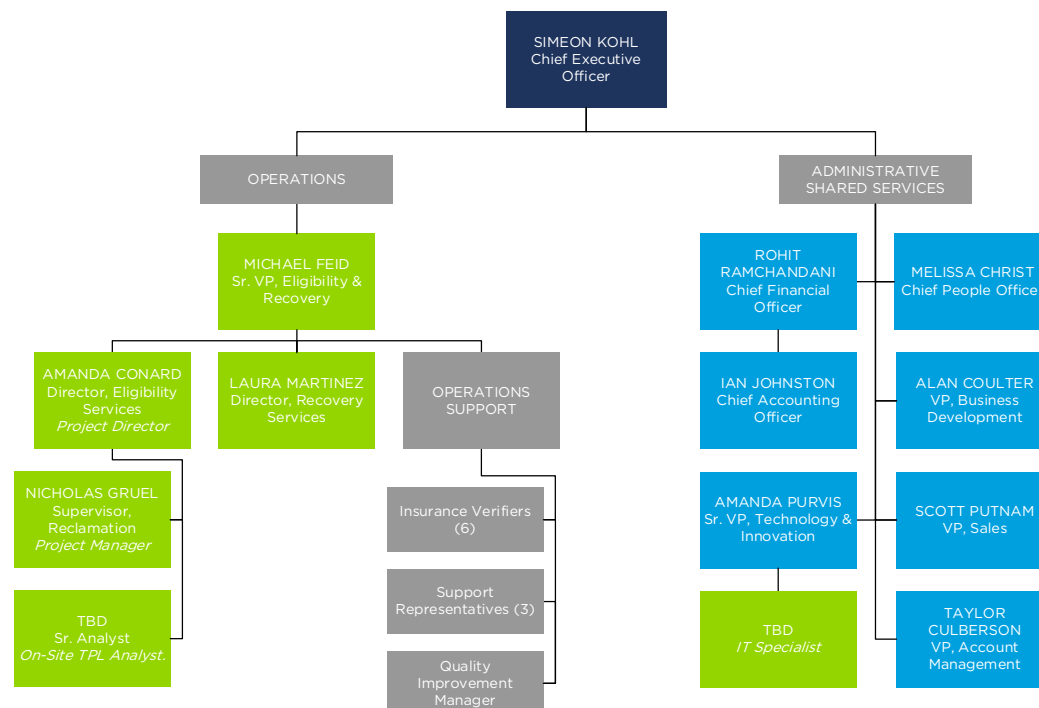 SIMEON KOHL
Chief Executive
Officer
OPERATIONS
ADMINISTRATIVE
SHARED SERVICES
MICHAEL FEID
Sr. VP, Eligibility &
Recovery
ROHIT
RAMCHANDANI
Chief Financial
Officer
MELISSA CHRIST
Chief People Office
AMANDA CONARD
Director, Eligibility
Services
Project Director
LAURA MARTINEZ
Director, Recovery
Services
OPERATIONS
SUPPORT
IAN JOHNSTON
Chief Accounting
Officer
ALAN COULTER
VP, Business
Development
NICHOLAS GRUEL
Supervisor,
Reclamation
Project Manager
Insurance Verifiers
(6)
AMANDA PURVIS
Sr. VP, Technology &
Innovation
SCOTT PUTNAM
VP, Sales
TBD
Sr. Analyst
On-Site TPL Analyst.
Support
Representatives (3)
TBD
IT Specialist
TAYLOR
CULBERSON
VP, Account
Management
Quality
Improvement
Manager